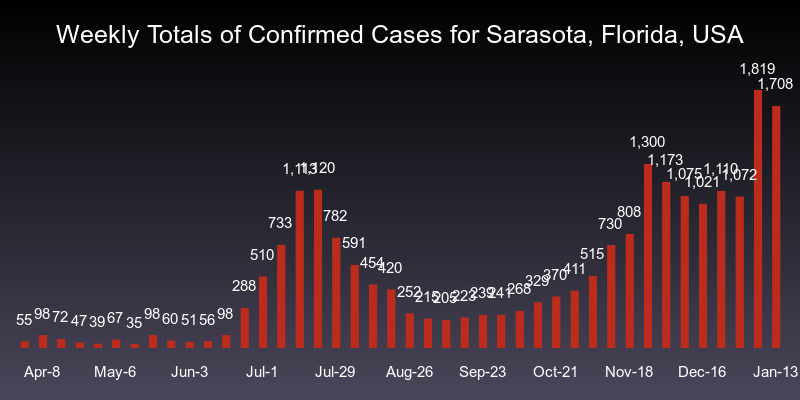 Weekly Totals of Confirmed Cases for Sarasota, Florida, USA
55 98 72 47 39 67 35 98 60 51 56 98 288 510 733 1,113 1,120 782 591 454 420 252 215 205 223 239 241 268 329 370 411 515 730 808 1,300 1,173 1,075 1,021 1,110 1,072 1,819 1,708
Apr-8 May-6 Jun-3 Jul-1 Jul-29 Aug-26 Sep-23 Oct-21 Nov-18 Dec-16 Jan-13